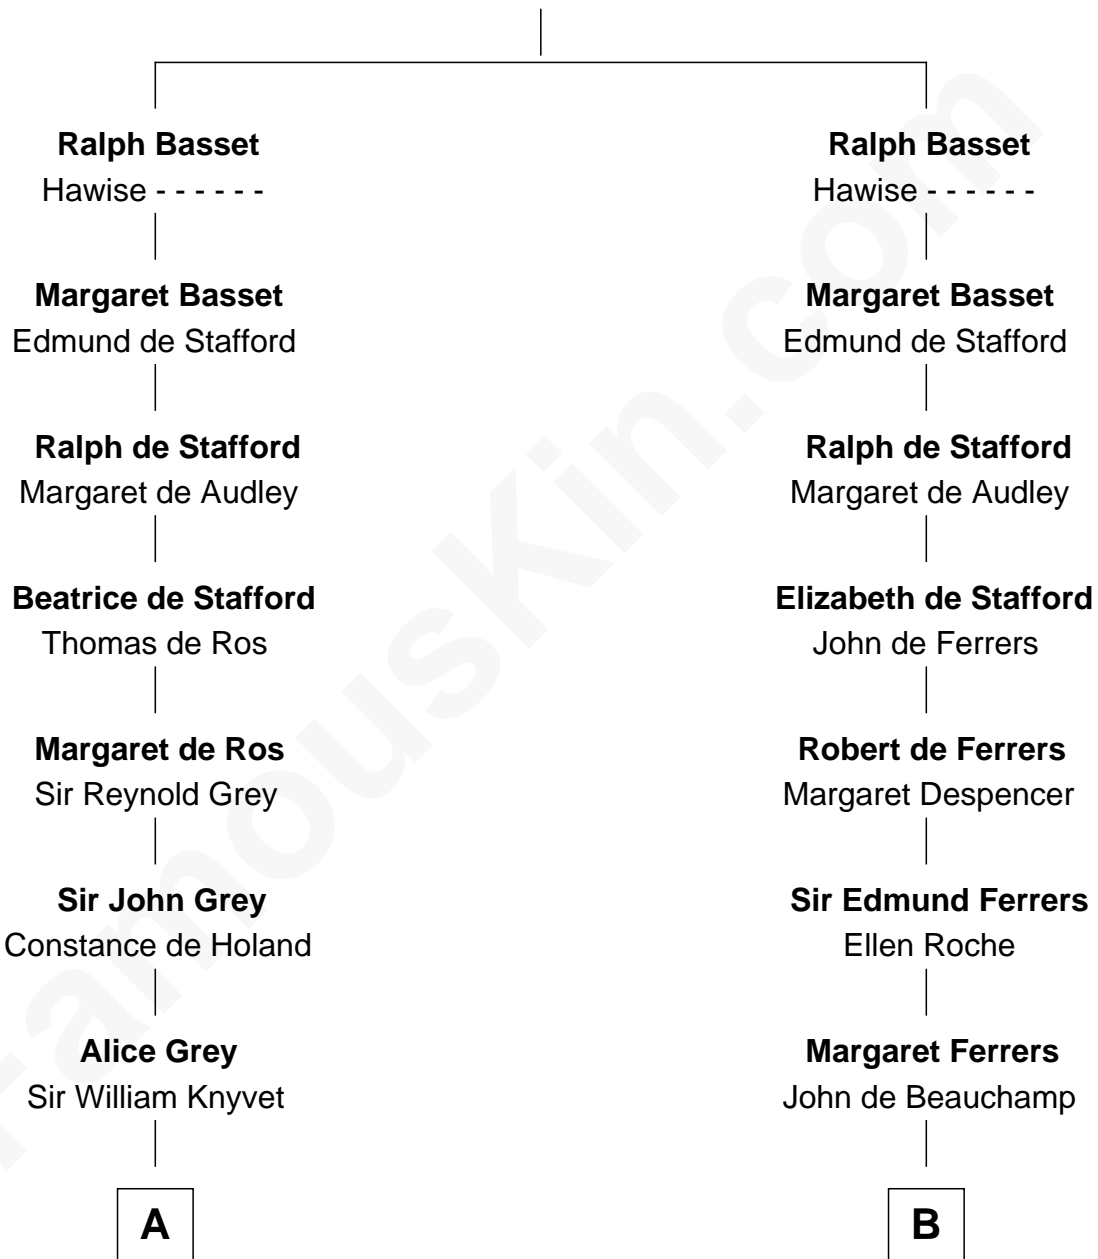 Ralph Basset
Hawise - - - - - -
Margaret Basset
Edmund de Stafford
Ralph de Stafford
Margaret de Audley
Beatrice de Stafford
Thomas de Ros
Margaret de Ros
Sir Reynold Grey
Sir John Grey
Constance de Holand
Alice Grey
Sir William Knyvet
A
Ralph Basset
Hawise - - - - - -
Margaret Basset
Edmund de Stafford
Ralph de Stafford
Margaret de Audley
Elizabeth de Stafford
John de Ferrers
Robert de Ferrers
Margaret Despencer
Sir Edmund Ferrers
Ellen Roche
Margaret Ferrers
John de Beauchamp
B
FamousKin.com